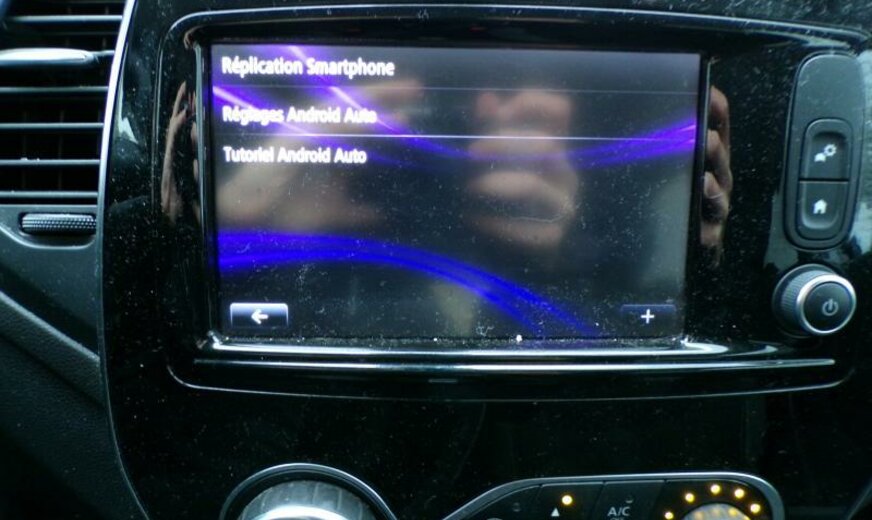 Réplication Smartphone
Réglages Android Auto
Tutoriel Android Auto
+
A/C